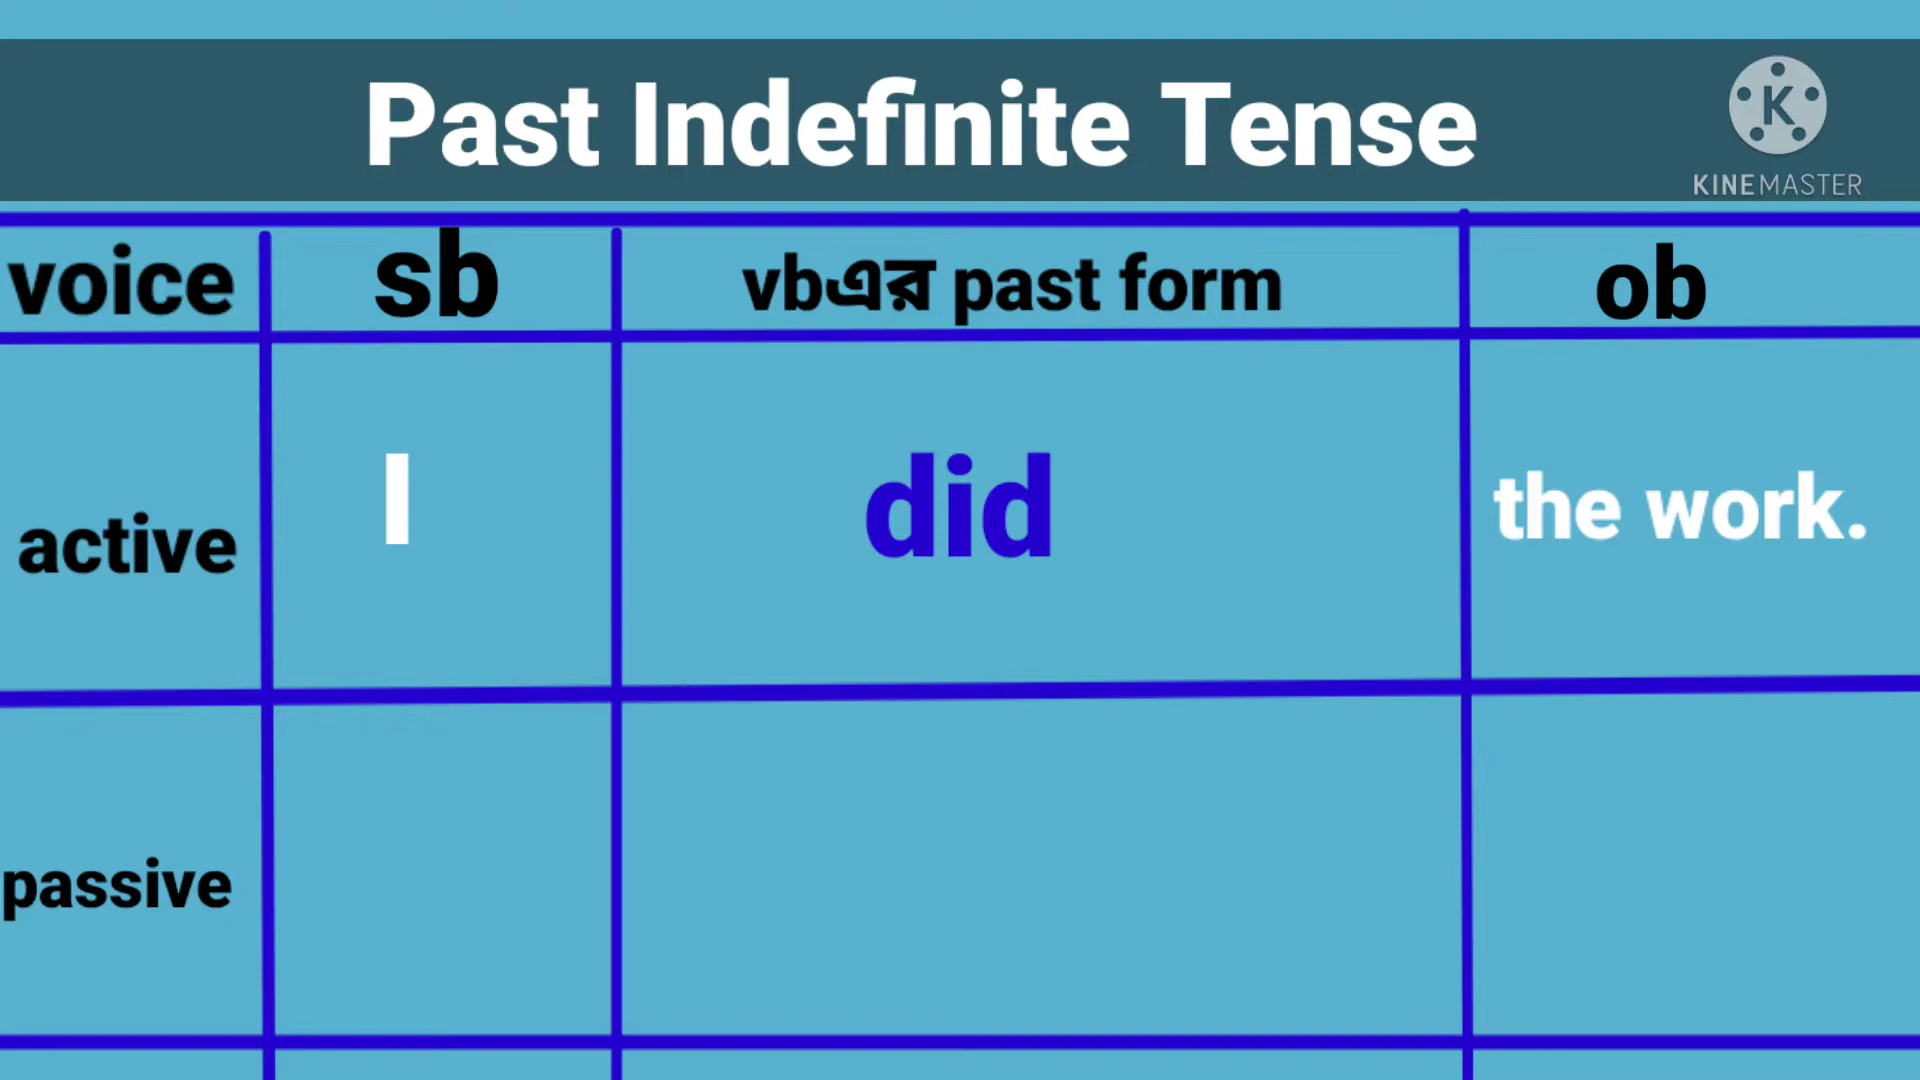 Past Indefinite Tense
KINEMASTER
voice sb vbএর past form ob
active I did the work.
passive